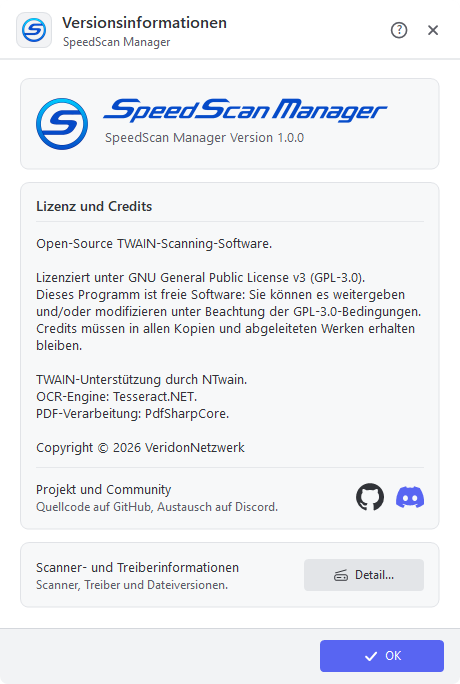 Versionsinformationen
SpeedScan Manager
SpeedScan Manager
SpeedScan Manager Version 1.0.0
Lizenz und Credits
Open-Source TWAIN-Scanning-Software.
Lizenziert unter GNU General Public License v3 (GPL-3.0).
Dieses Programm ist freie Software: Sie können es weitergeben
und/oder modifizieren unter Beachtung der GPL-3.0-Bedingungen.
Credits müssen in allen Kopien und abgeleiteten Werken erhalten
bleiben.
TWAIN-Unterstützung durch NTwain.
OCR-Engine: Tesseract.NET.
PDF-Verarbeitung: PdfSharpCore.
Copyright © 2026 VeridonNetzwerk
Projekt und Community
Quellcode auf GitHub, Austausch auf Discord.
Scanner- und Treiberinformationen
Scanner, Treiber und Dateiversionen.
Detail...
OK